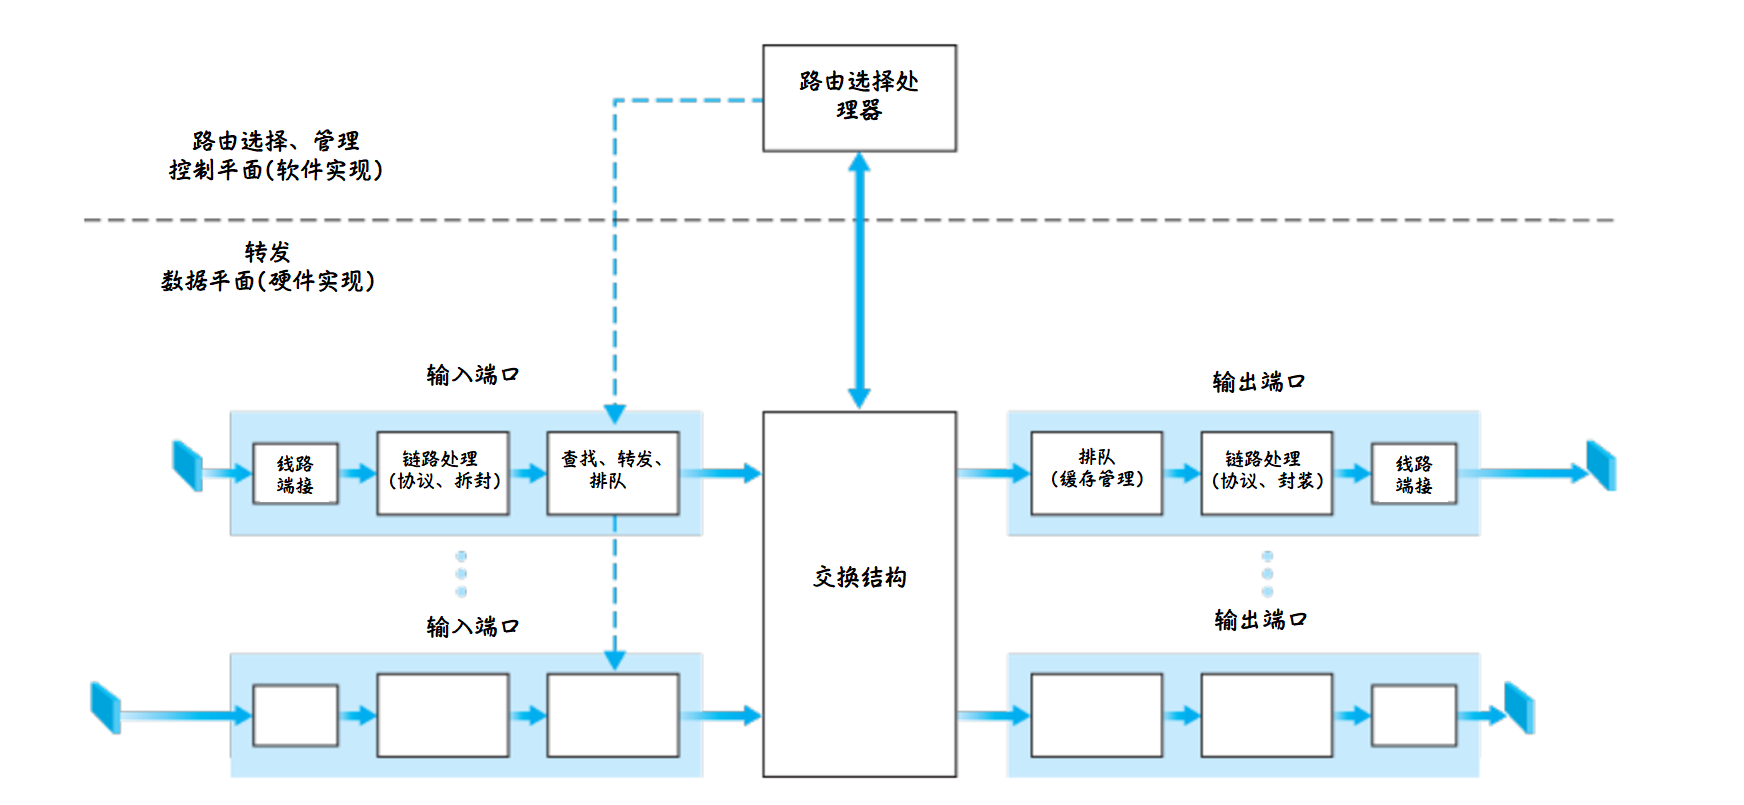 路由选择处
理器
路由选择、管理
控制平面(软件实现)
转发
数据平面(硬件实现)
输入端口
输出端口
线路
端接
链路处理
(协议、拆封)
查找、转发、
排队
排队
(缓存管理)
链路处理
(协议、封装)
线路
端接
交换结构
输入端口
输出端口